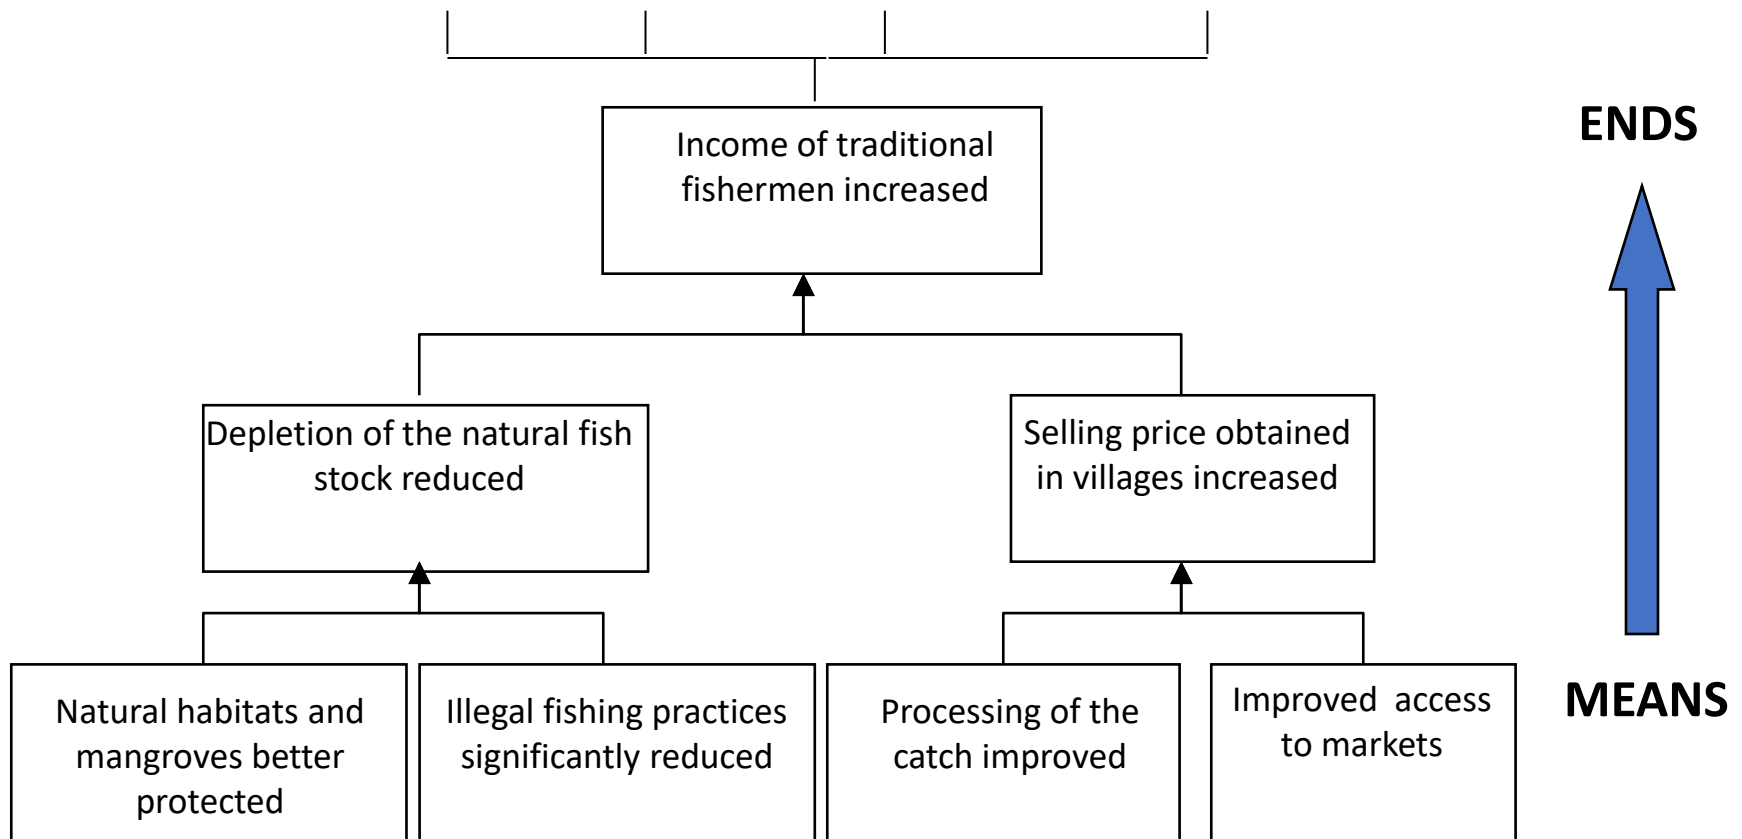 Income of traditional
fishermen increased
ENDS
Depletion of the natural fish
stock reduced
Selling price obtained
in villages increased
MEANS
Natural habitats and
mangroves better
protected
Illegal fishing practices
significantly reduced
Processing of the
catch improved
Improved  access
to markets